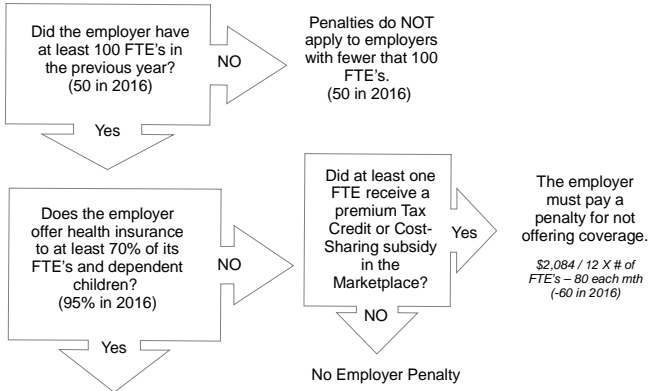 Did the employer have
at least 100 FTE's in
the previous year?
(50 in 2016)
NO
Penalties do NOT
apply to employers
with fewer that 100
FTE's.
(50 in 2016)
Yes
Does the employer
offer health insurance
to at least 70% of its
FTE's and dependent
children?
(95% in 2016)
NO
Did at least one
FTE receive a
premium Tax
Credit or Cost-
Sharing subsidy
in the
Marketplace?
Yes
The employer
must pay a
penalty for not
offering coverage.
$2,084 / 12 X # of
FTE's – 80 each mth
(-60 in 2016)
NO
No Employer Penalty
Yes